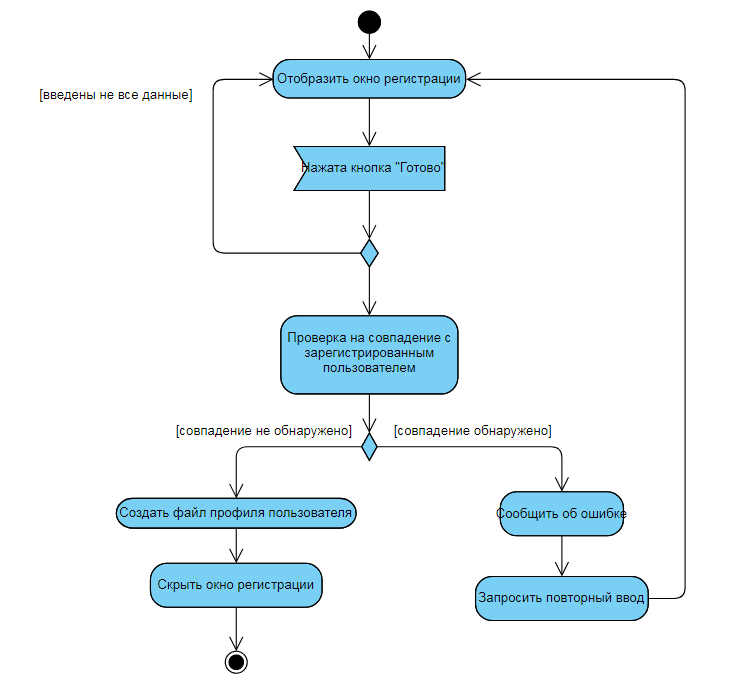 Отобразить окно регистрации
[введены не все данные]
Нажата кнопка "Готово"
Проверка на совпадение с
зарегистрированным
пользователем
[совпадение не обнаружено]
[совпадение обнаружено]
Создать файл профиля пользователя
Сообщить об ошибке
Скрыть окно регистрации
Запросить повторный ввод